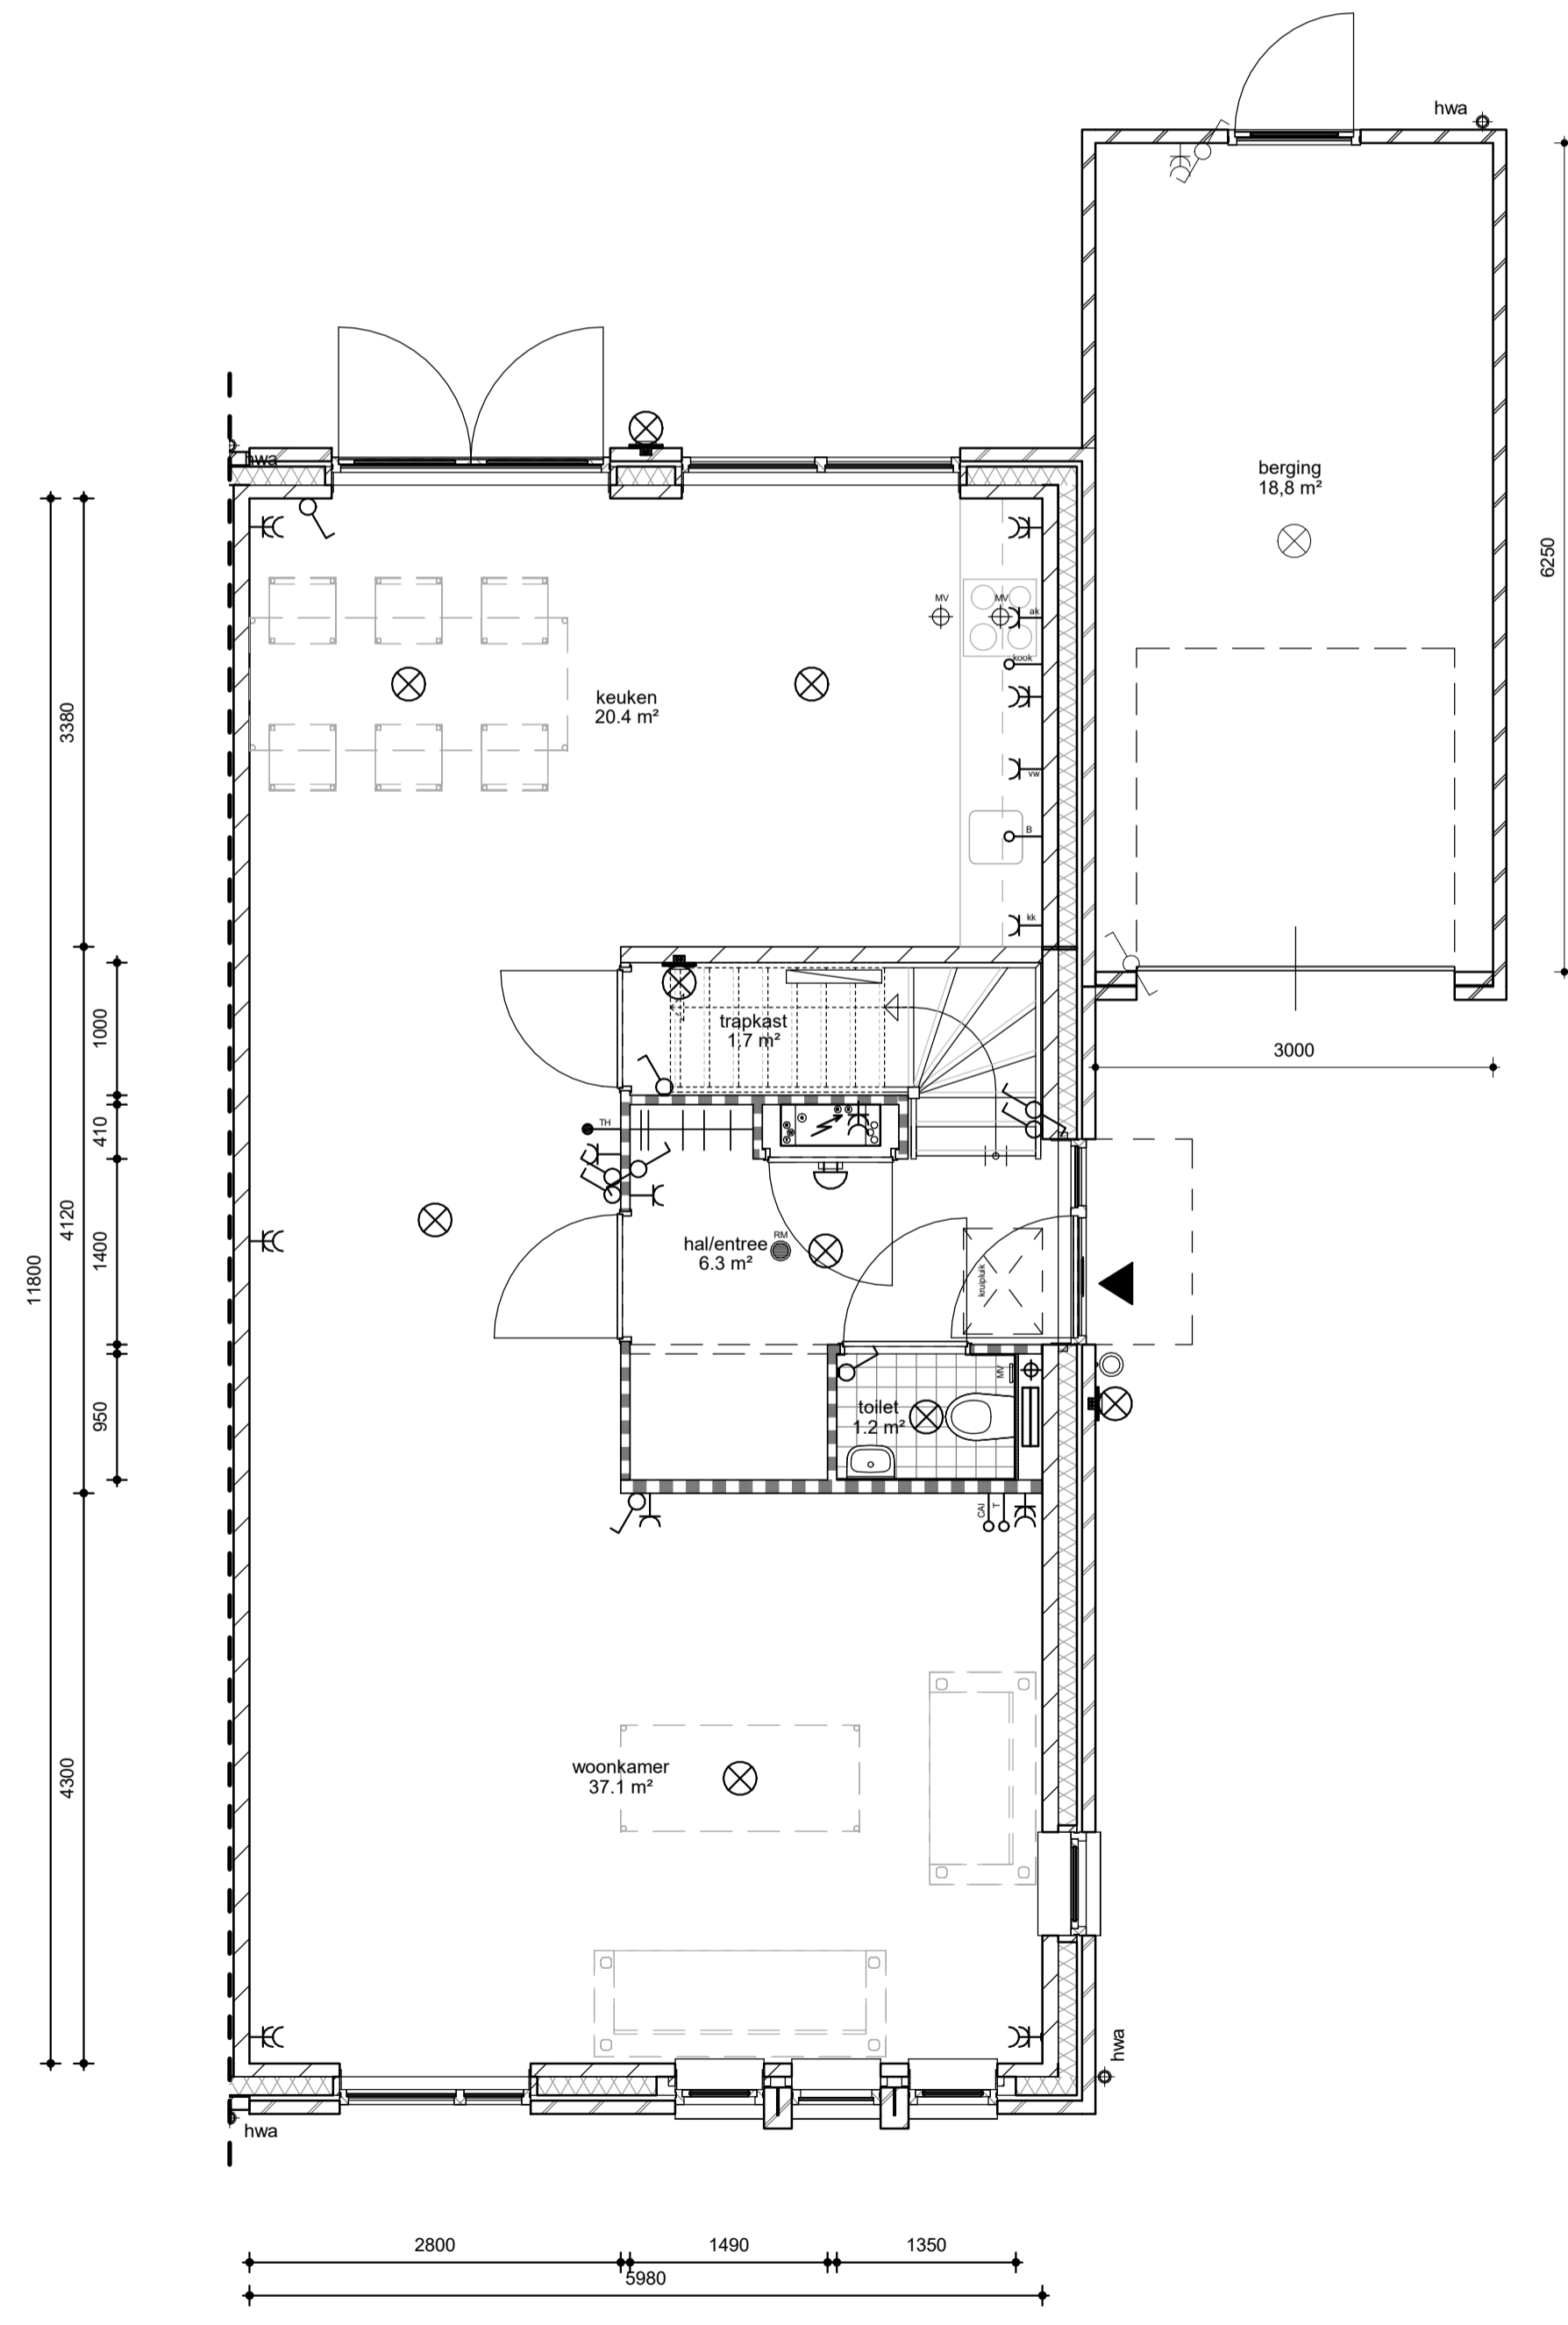 hwa
hwa
berging
18,8 m²
6250
MV
MV
ak
kook
keuken
20.4 m²
3380
vw
B
kk
trapkast
1.7 m²
1000
3000
TH
410
4120
1400
11800
RM
hal/entree
6.3 m²
kruipluik
MV
toilet
1.2 m²
950
CAI
T
woonkamer
37.1 m²
4300
hwa
hwa
2800
1490
1350
5980